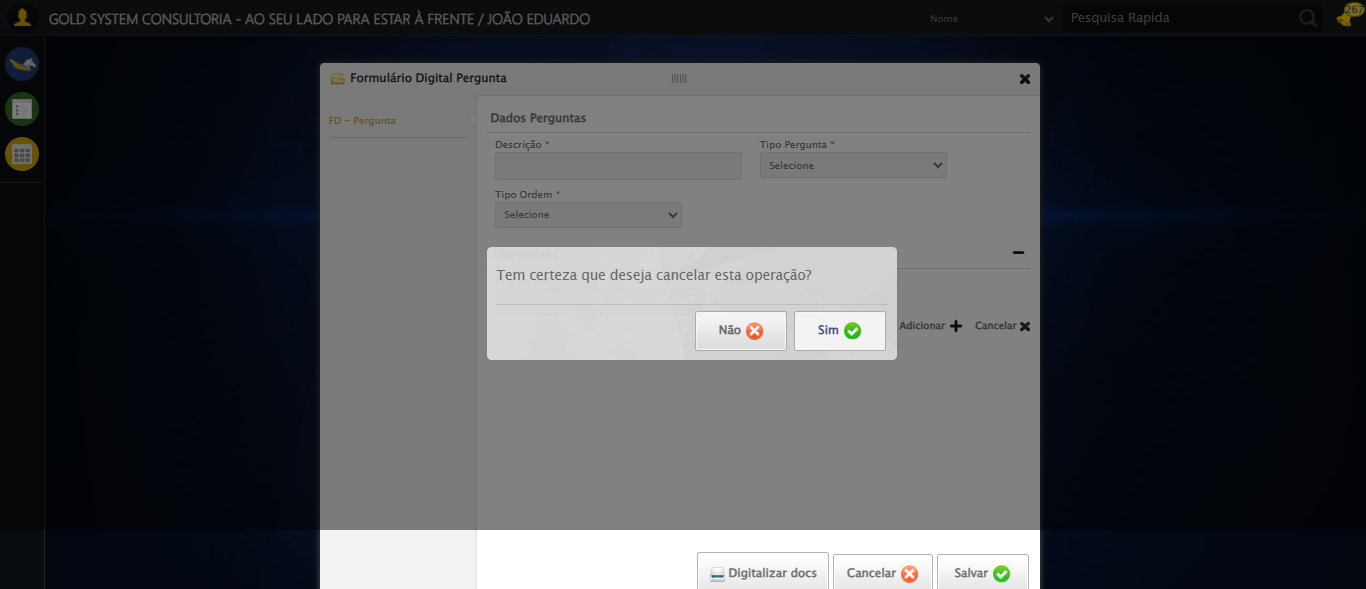 GOLD SYSTEM CONSULTORIA - AO SEU LADO PARA ESTAR À FRENTE / JOÃO EDUARDO
Nome
Pesquisa Rapida
267
Formulário Digital Pergunta
FD - Pergunta
Dados Perguntas
Descrição *
Tipo Pergunta *
Selecione
Tipo Ordem *
Selecione
Alternativas
Tem certeza que deseja cancelar esta operação?
Não
Sim
Adicionar
Cancelar
Digitalizar docs
Cancelar
Salvar